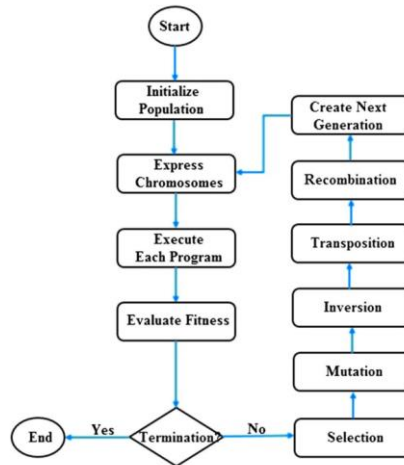 Start
Initialize
Population
Express
Chromosomes
Execute
Each Program
Evaluate Fitness
Termination?
Yes
End
No
Selection
Mutation
Inversion
Transposition
Recombination
Create Next
Generation